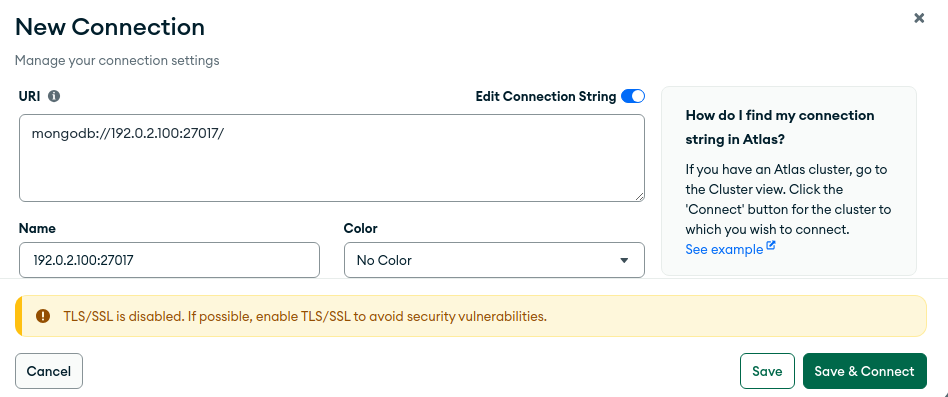 New Connection
Manage your connection settings
URI
Edit Connection String
mongodb://192.0.2.100:27017/
Name
Color
192.0.2.100:27017
No Color
How do I find my connection
string in Atlas?
If you have an Atlas cluster, go to
the Cluster view. Click the
'Connect' button for the cluster to
which you wish to connect.
See example
TLS/SSL is disabled. If possible, enable TLS/SSL to avoid security vulnerabilities.
Cancel
Save
Save & Connect